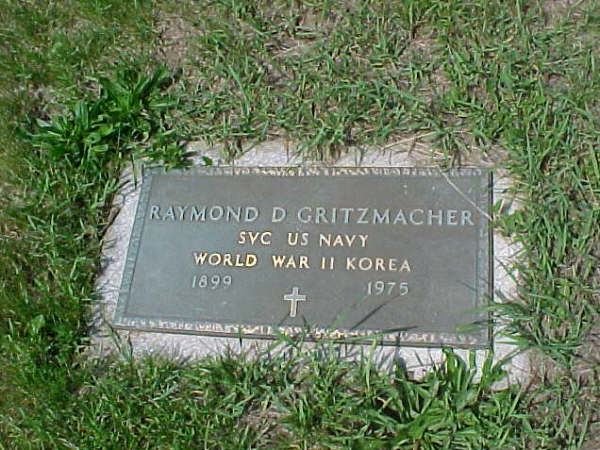 RAYMOND D GRITZMACHER
SVC US NAVY
WORLD WAR II KOREA
1899 1975